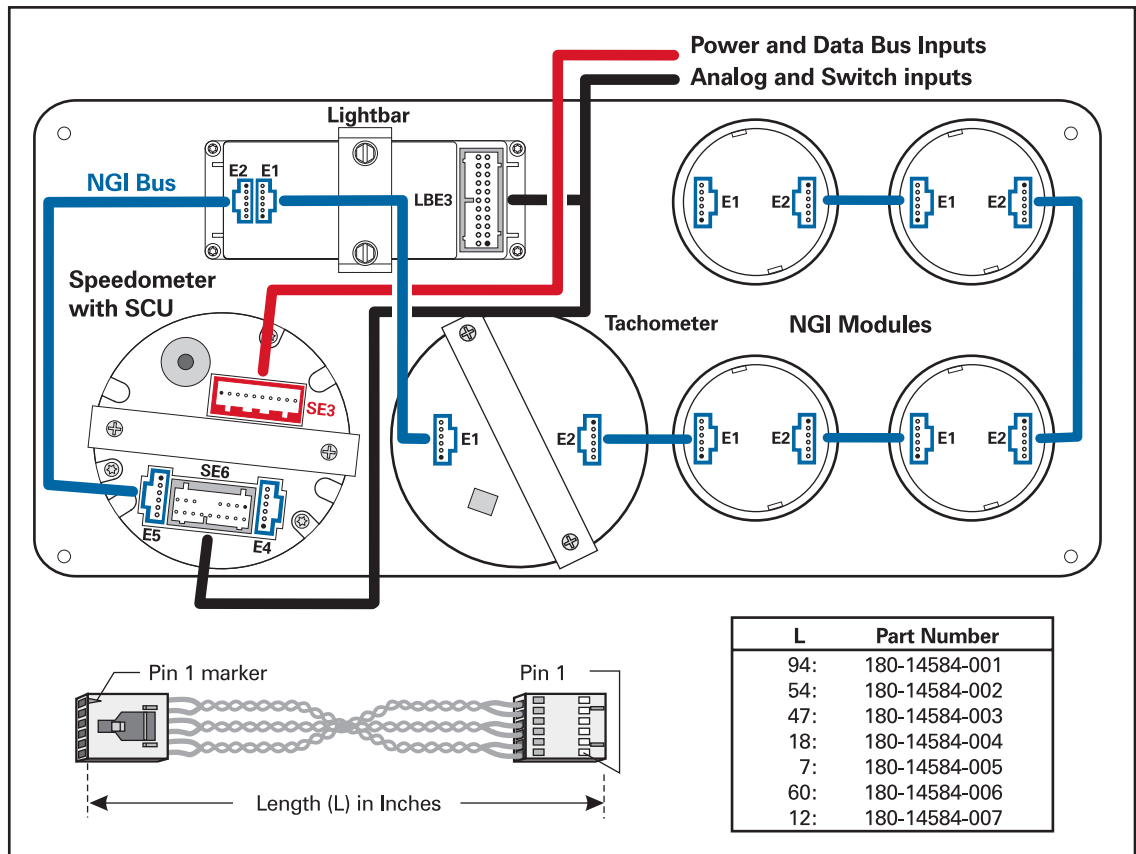 Power and Data Bus Inputs
Analog and Switch inputs
Lightbar
E2 E1
NGI Bus
LBE3
E1
E2
E1
E2
Speedometer
with SCU
Tachometer
NGI Modules
SE3
E1
E2
E1
E2
E1
E2
SE6
E5
E4
L Part Number
94: 180-14584-001
54: 180-14584-002
47: 180-14584-003
18: 180-14584-004
7: 180-14584-005
60: 180-14584-006
12: 180-14584-007
Pin 1 marker
Pin 1
Length (L) in Inches